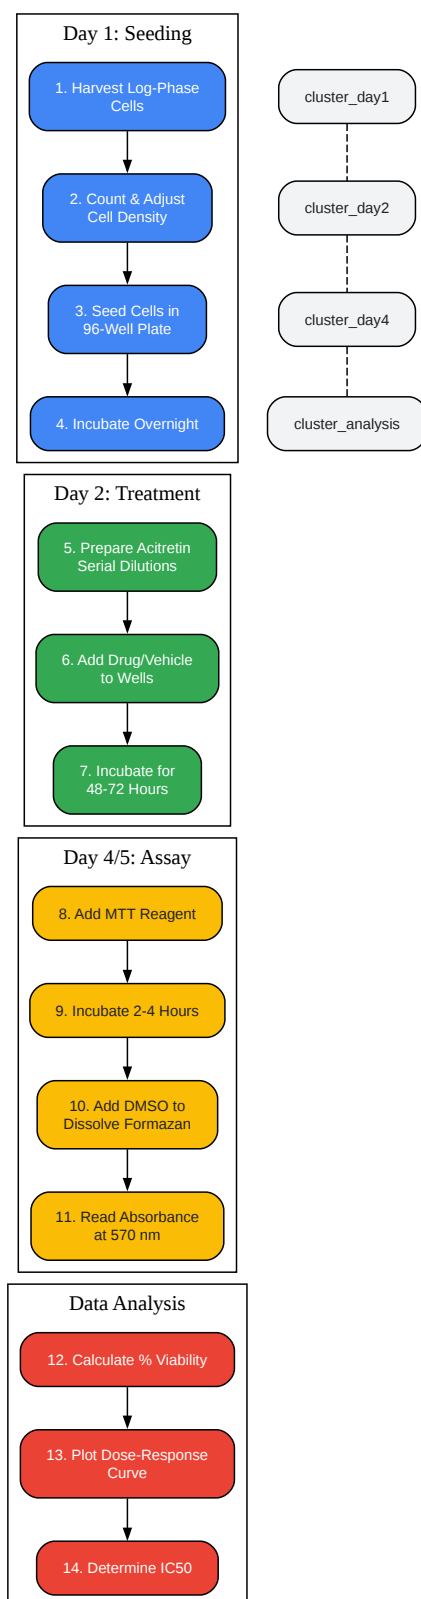 Day 1: Seeding
1. Harvest Log-Phase
Cells
2. Count & Adjust
Cell Density
3. Seed Cells in
96-Well Plate
4. Incubate Overnight
cluster_day1
cluster_day2
cluster_day4
cluster_analysis
Day 2: Treatment
5. Prepare Acitretin
Serial Dilutions
6. Add Drug/Vehicle
to Wells
7. Incubate for
48-72 Hours
Day 4/5: Assay
8. Add MTT Reagent
9. Incubate 2-4 Hours
10. Add DMSO to
Dissolve Formazan
11. Read Absorbance
at 570 nm
Data Analysis
12. Calculate % Viability
13. Plot Dose-Response
Curve
14. Determine IC50